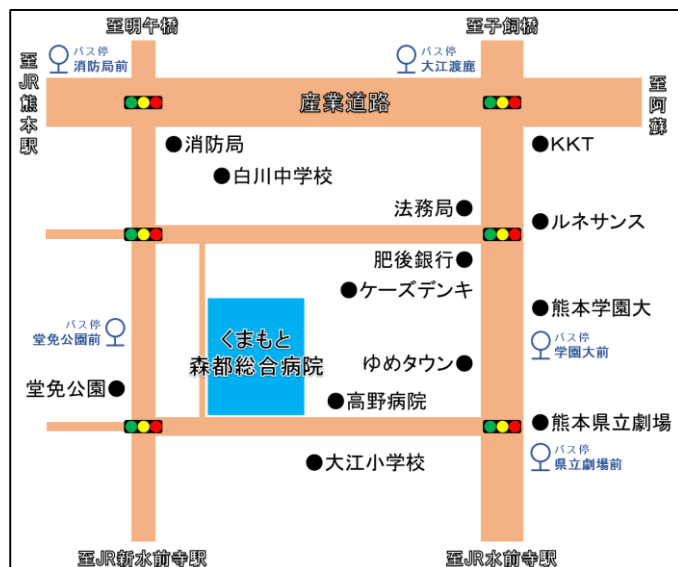 至明午橋
至子飼橋
バス停
消防局前
バス停
大江渡鹿
至JR熊本駅
産業道路
至阿蘇
消防局
KKT
白川中学校
法務局
ルネサンス
肥後銀行
ケーズデンキ
熊本学園大
バス停
堂免公園前
くまもと
森都総合病院
バス停
学園大前
ゆめタウン
堂免公園
高野病院
熊本県立劇場
バス停
県立劇場前
大江小学校
至JR新水前寺駅
至JR水前寺駅